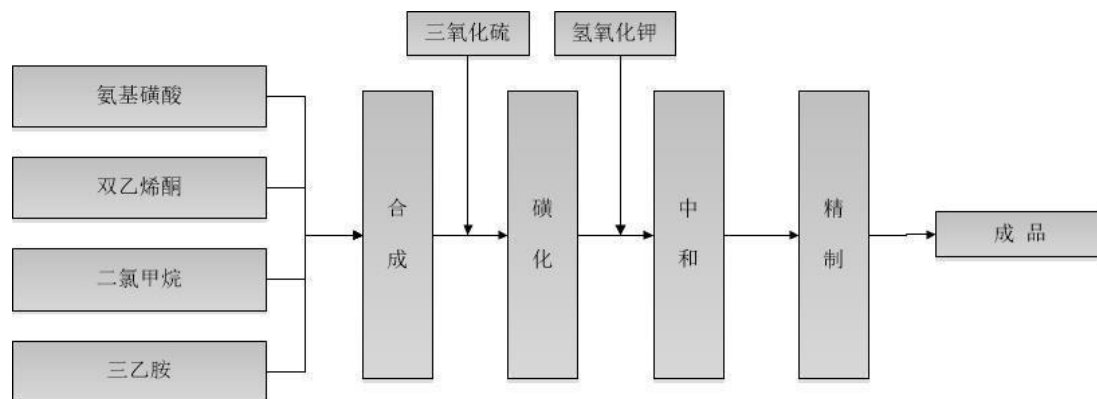 三氧化硫
氢氧化钾
氨基磺酸
双乙烯酮
二氯甲烷
三乙胺
合成
磺化
中和
精制
成 品